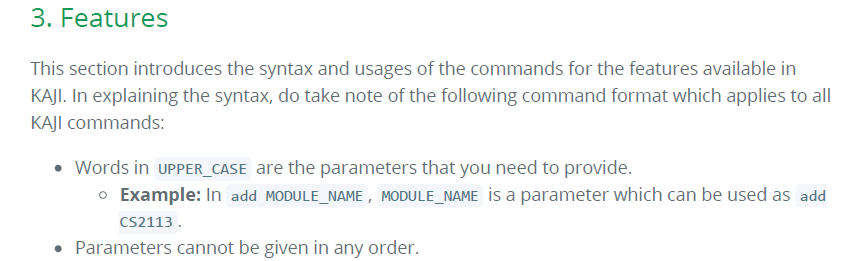 3. Features
This section introduces the syntax and usages of the commands for the features available in
KAJI. In explaining the syntax, do take note of the following command format which applies to all
KAJI commands:
• Words in UPPER_CASE are the parameters that you need to provide.
◦ Example: In add MODULE_NAME , MODULE_NAME is a parameter which can be used as add
CS2113 .
• Parameters cannot be given in any order.